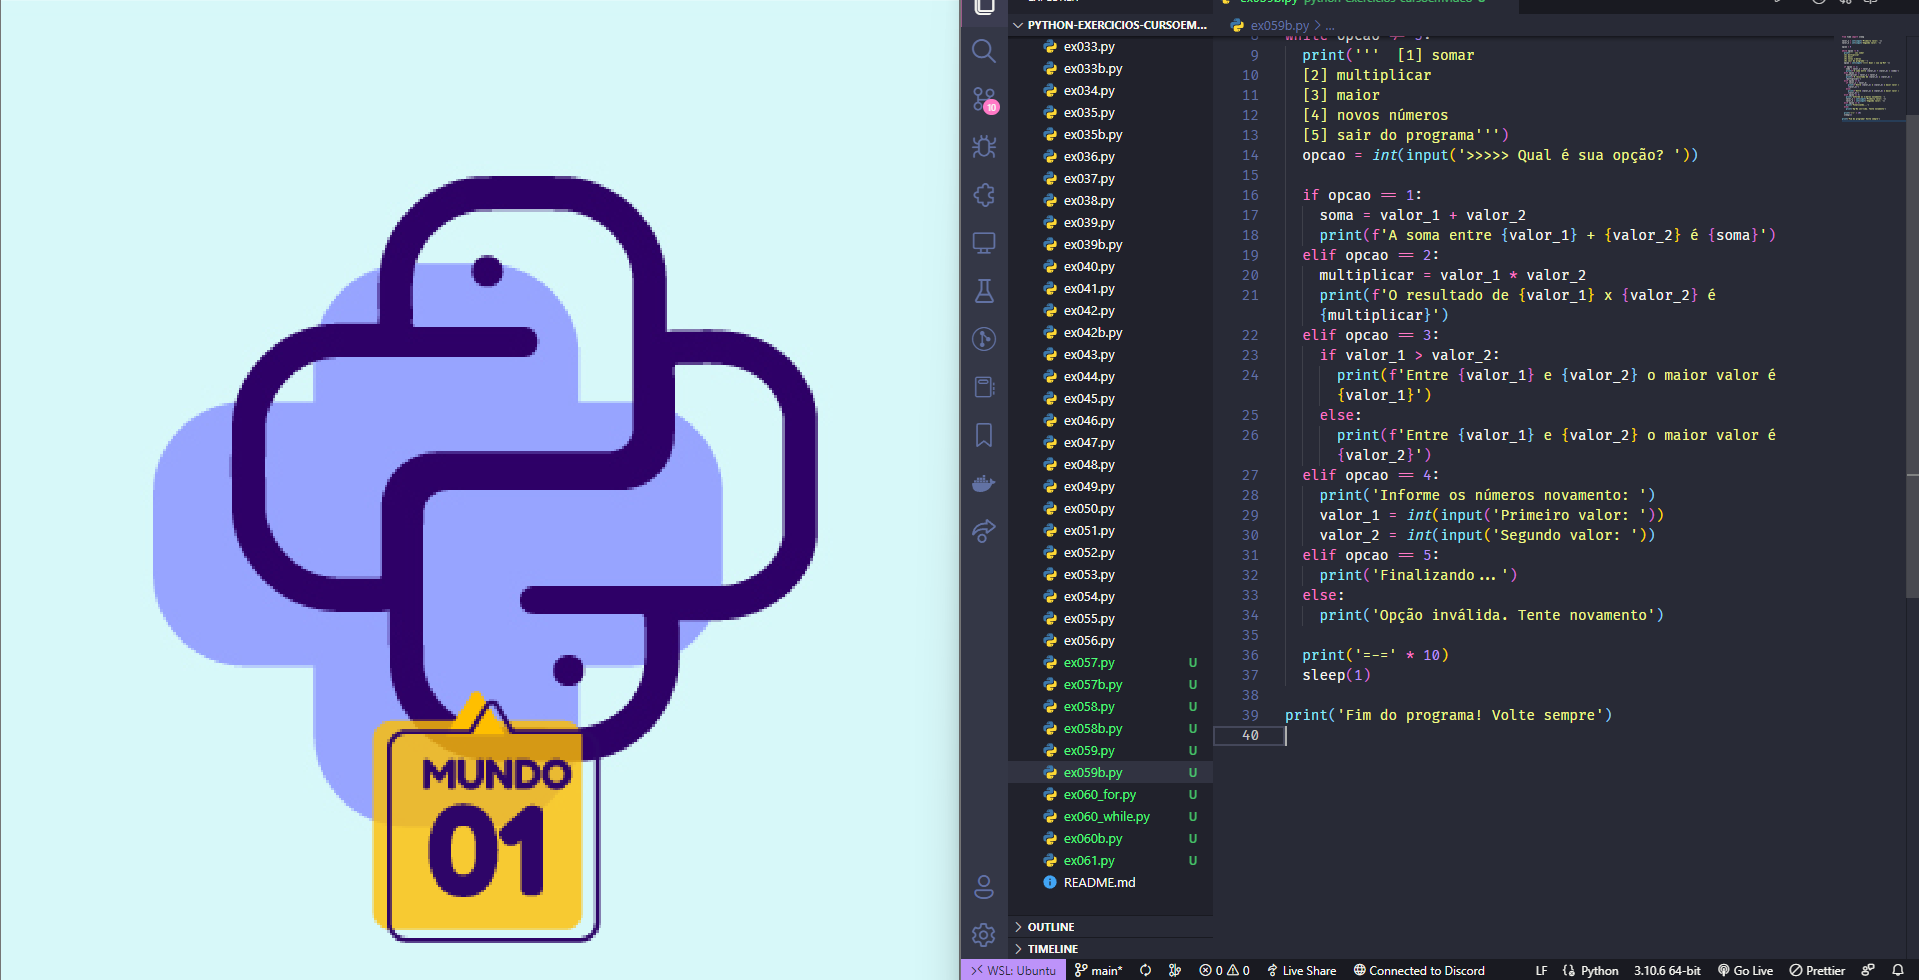 MUNDO
01
PYTHON-EXERCICIOS-CURSOEM...
ex033.py
ex033b.py
ex034.py
ex035.py
ex035b.py
ex036.py
ex037.py
ex038.py
ex039.py
ex039b.py
ex040.py
ex041.py
ex042.py
ex042b.py
ex043.py
ex044.py
ex045.py
ex046.py
ex047.py
ex048.py
ex049.py
ex050.py
ex051.py
ex052.py
ex053.py
ex054.py
ex055.py
ex056.py
ex057.py U
ex057b.py U
ex058.py U
ex058b.py U
ex059.py U
ex059b.py U
ex060_for.py U
ex060_while.py U
ex060b.py U
ex061.py U
README.md
OUTLINE
TIMELINE
10
ex059b.py > ...
9 print('''  [1] somar
10 [2] multiplicar
11 [3] maior
12 [4] novos números
13 [5] sair do programa''')
14 opcao = int(input('>>>>> Qual é sua opção? '))
15
16 if opcao == 1:
17 soma = valor_1 + valor_2
18 print(f'A soma entre {valor_1} + {valor_2} é {soma}')
19 elif opcao == 2:
20 multiplicar = valor_1 * valor_2
21 print(f'O resultado de {valor_1} x {valor_2} é
{multiplicar}')
22 elif opcao == 3:
23 if valor_1 > valor_2:
24 print(f'Entre {valor_1} e {valor_2} o maior valor é
{valor_1}')
25 else:
26 print(f'Entre {valor_1} e {valor_2} o maior valor é
{valor_2}')
27 elif opcao == 4:
28 print('Informe os números novamento: ')
29 valor_1 = int(input('Primeiro valor: '))
30 valor_2 = int(input('Segundo valor: '))
31 elif opcao == 5:
32 print('Finalizando...')
33 else:
34 print('Opção inválida. Tente novamento')
35
36 print('=-=' * 10)
37 sleep(1)
38
39 print('Fim do programa! Volte sempre')
40
WSL: Ubuntu main* 0 0 Live Share Connected to Discord LF Python 3.10.6 64-bit Go Live Prettier